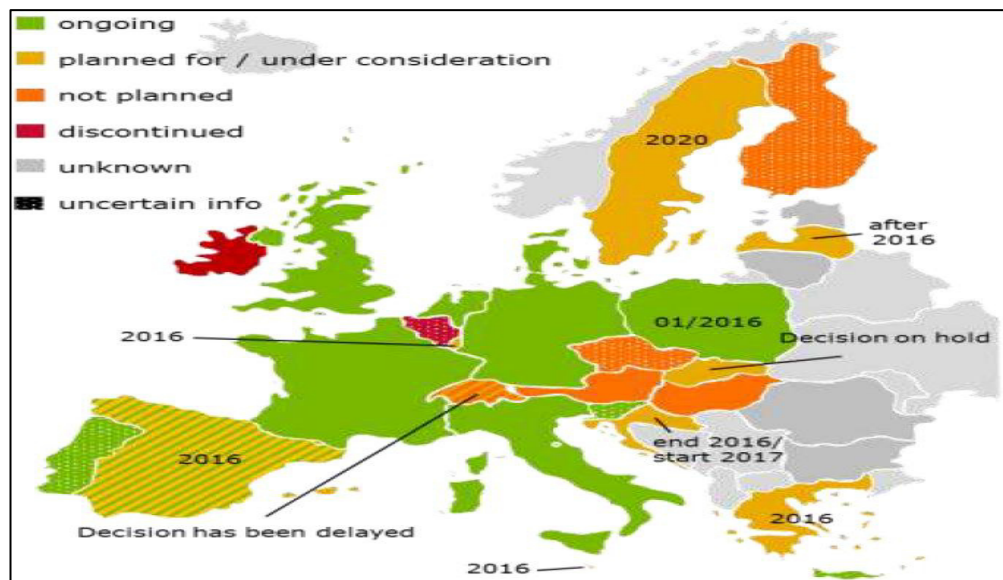 ongoing
planned for / under consideration
not planned
discontinued
unknown
uncertain info
2020
after
2016
01/2016
2016
Decision on hold
end 2016/
start 2017
2016
2016
Decision has been delayed
2016